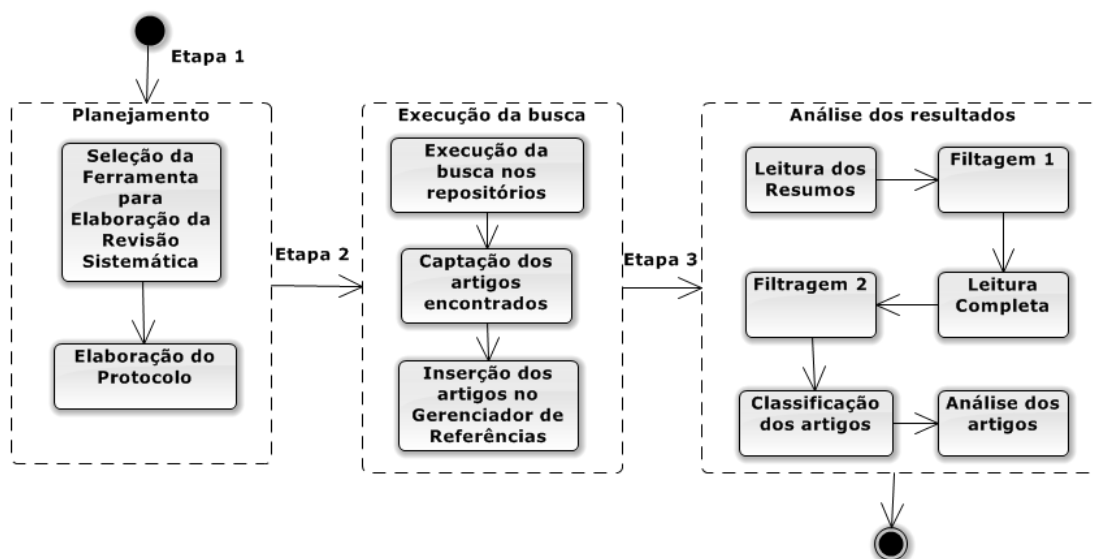 Etapa 1
Planejamento
Seleção da
Ferramenta
para
Elaboração da
Revisão
Sistemática
Elaboração do
Protocolo
Etapa 2
Execução da busca
Execução da
busca nos
repositórios
Captação dos
artigos
encontrados
Inserção dos
artigos no
Gerenciador de
Referências
Etapa 3
Análise dos resultados
Leitura dos
Resumos
Filtagem 1
Leitura
Completa
Filtragem 2
Classificação
dos artigos
Análise dos
artigos